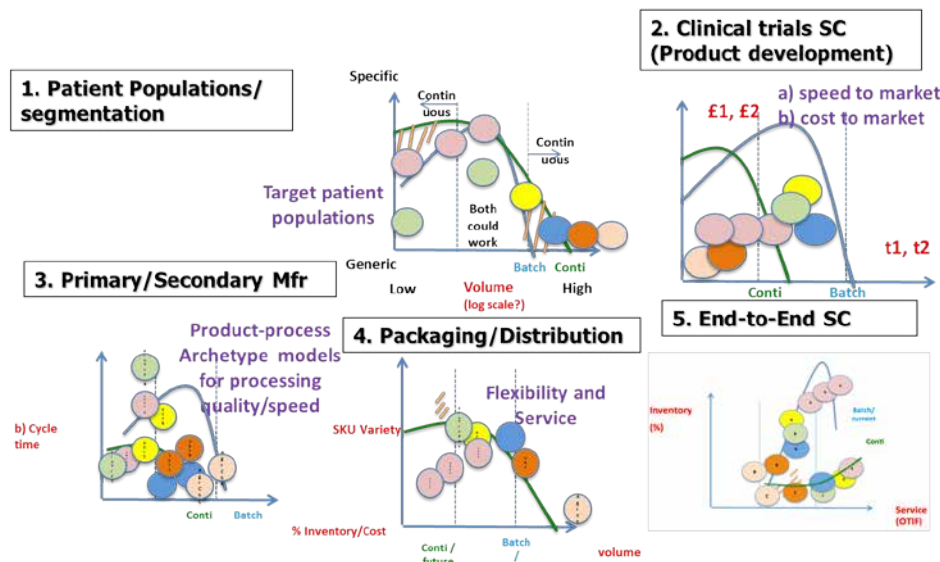 1. Patient Populations/
segmentation
Specific
Contin
uous
Contin
uous
Target patient
populations
Both
could
work
Generic
Batch
Conti
Low
Volume
High
(log scale?)
2. Clinical trials SC
(Product development)
£1, £2
a) speed to market
b) cost to market
t1, t2
Conti
Batch
3. Primary/Secondary Mfr
Product-process
Archetype models
for processing
quality/speed
b) Cycle
time
Conti
Batch
4. Packaging/Distribution
Flexibility and
Service
SKU Variety
% Inventory/Cost
Conti /
future
Batch
/
volume
5. End-to-End SC
Inventory
(%)
Batch/
current
Conti
Service
(OTIF)